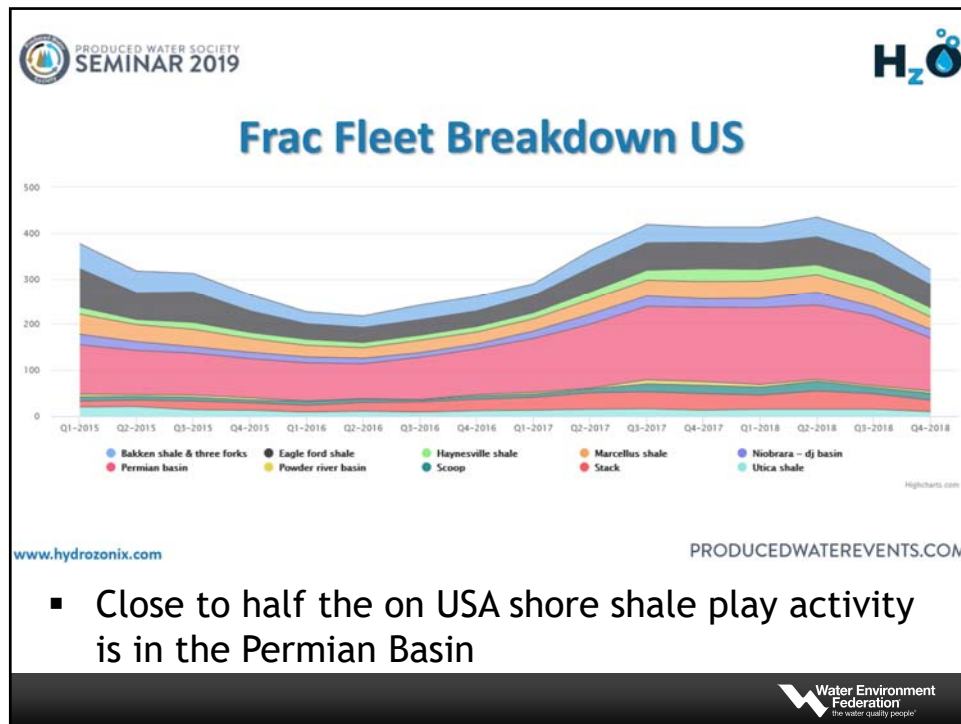 PRODUCED WATER SOCIETY
SEMINAR 2019
HzO
Frac Fleet Breakdown US
500
400
300
200
100
0
Q1-2015 Q2-2015 Q3-2015 Q4-2015 Q1-2016 Q2-2016 Q3-2016 Q4-2016 Q1-2017 Q2-2017 Q3-2017 Q4-2017 Q1-2018 Q2-2018 Q3-2018 Q4-2018
Bakken shale & three forks Eagle ford shale Haynesville shale Marcellus shale Niobrara - dj basin
Permian basin Powder river basin Scoop Stack Utica shale
Highcharts.com
www.hydrozonix.com
PRODUCEDWATEREVENTS.COM
▪ Close to half the on USA shore shale play activity
is in the Permian Basin
Water Environment
Federation
the water quality people®